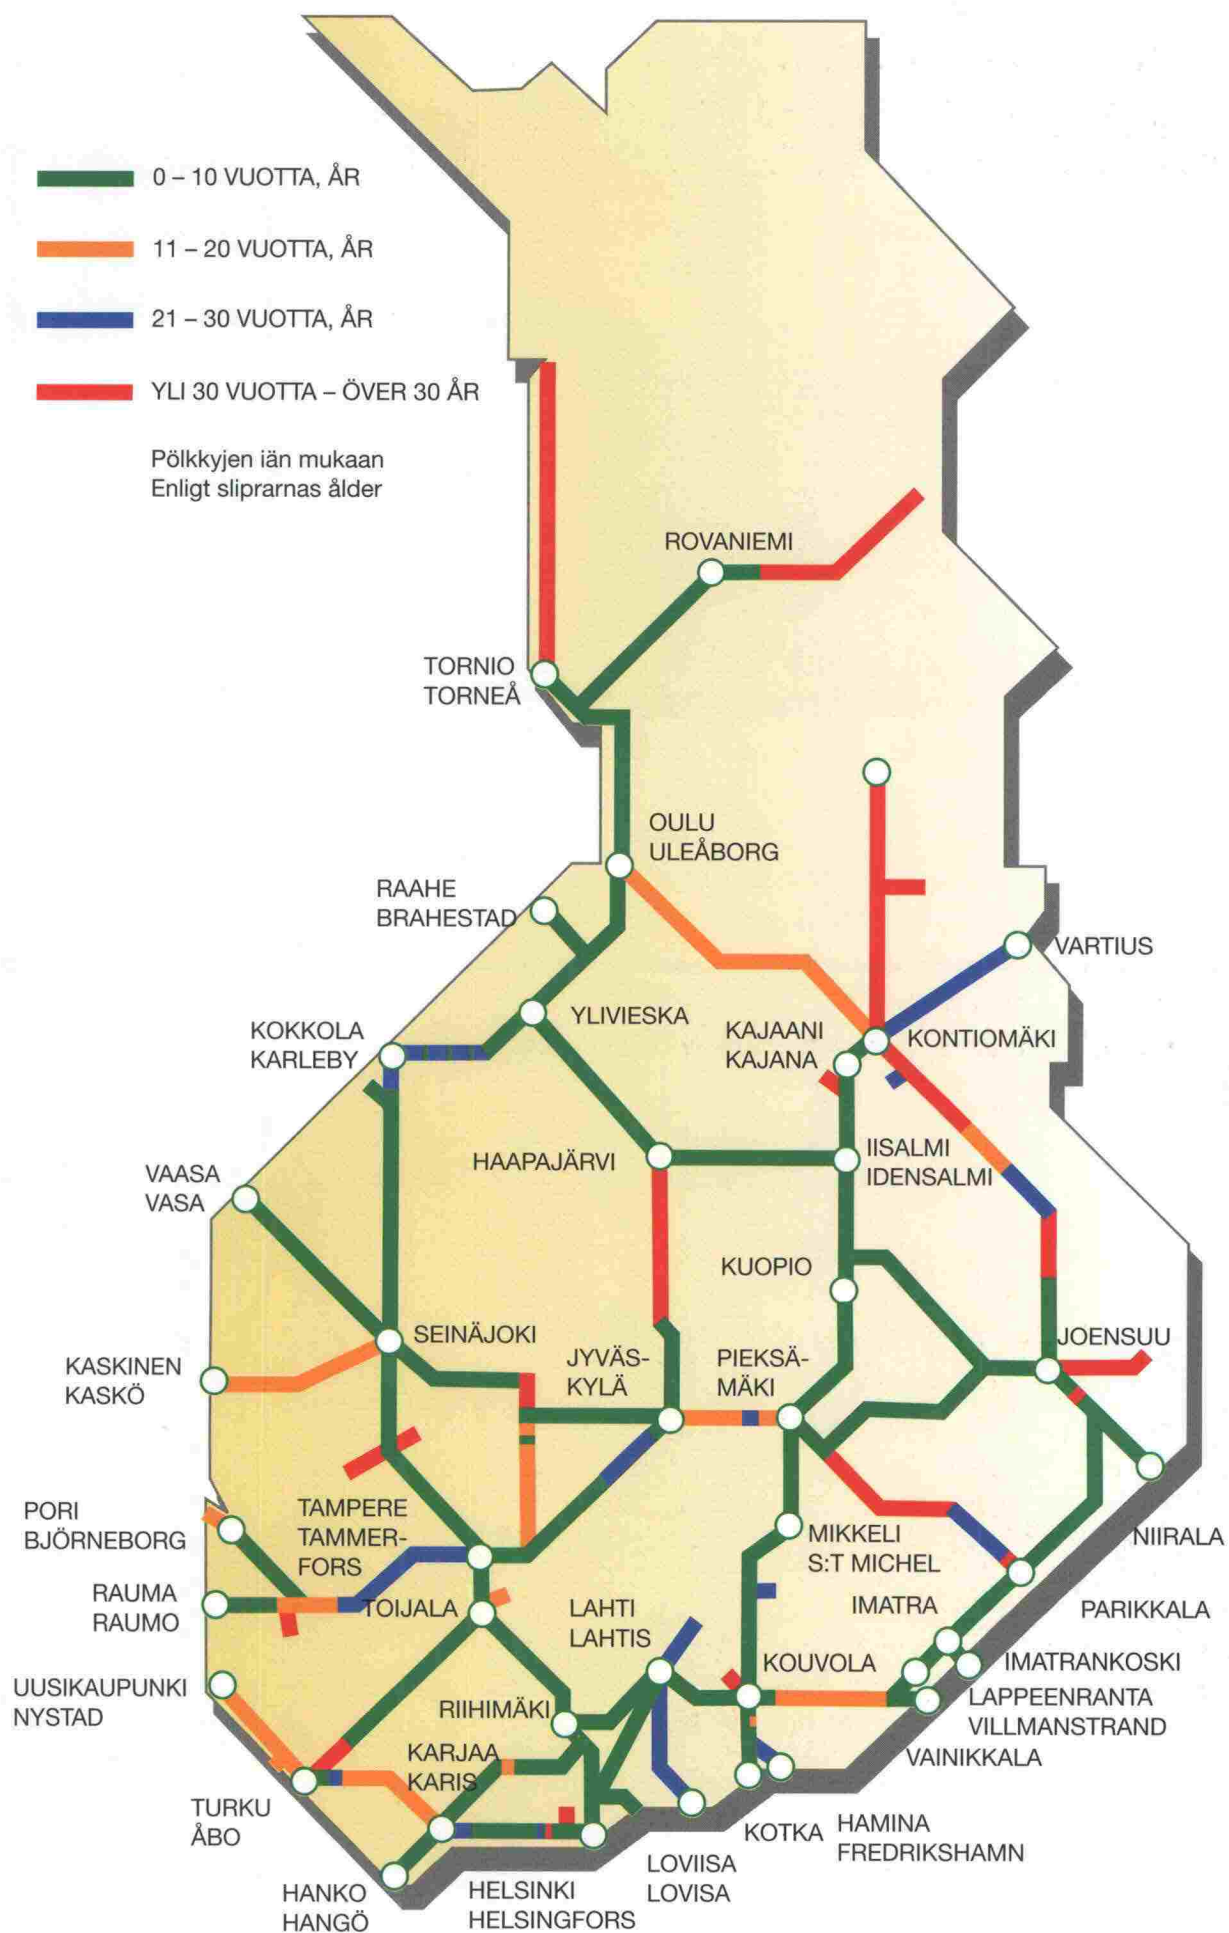 0 – 10 VUOTTA, ÅR
11 – 20 VUOTTA, ÅR
21 – 30 VUOTTA, ÅR
YLI 30 VUOTTA – ÖVER 30 ÅR
Pölkkyjen iän mukaan
Enligt sliprarnas ålder
ROVANIEMI
TORNIO
TORNEÅ
OULU
ULEÅBORG
RAAHE
BRAHESTAD
VARTIUS
YLIVIESKA
KOKKOLA
KARLEBY
KAJAANI
KAJANA
KONTIOMÄKI
HAAPAJÄRVI
IISALMI
IDENSALMI
VAASA
VASA
KUOPIO
SEINÄJOKI
JOENSUU
KASKINEN
KASKÖ
JYVÄS-
KYLÄ
PIEKSÄ-
MÄKI
PORI
BJÖRNEBORG
TAMPERE
TAMMER-
FORS
MIKKELI
S:T MICHEL
NIIRALA
RAUMA
RAUMO
TOIJALA
LAHTI
LAHTIS
IMATRA
PARIKKALA
UUSIKAUPUNKI
NYSTAD
RIIHIMÄKI
KOUVOLA
IMATRANKOSKI
LAPPEENRANTA
VILLMANSTRAND
KARJAA
KARIS
VAINIKKALA
TURKU
ÅBO
KOTKA
HAMINA
FREDRIKSHAMN
LOVIISA
LOVISA
HANKO
HANGÖ
HELSINKI
HELSINGFORS